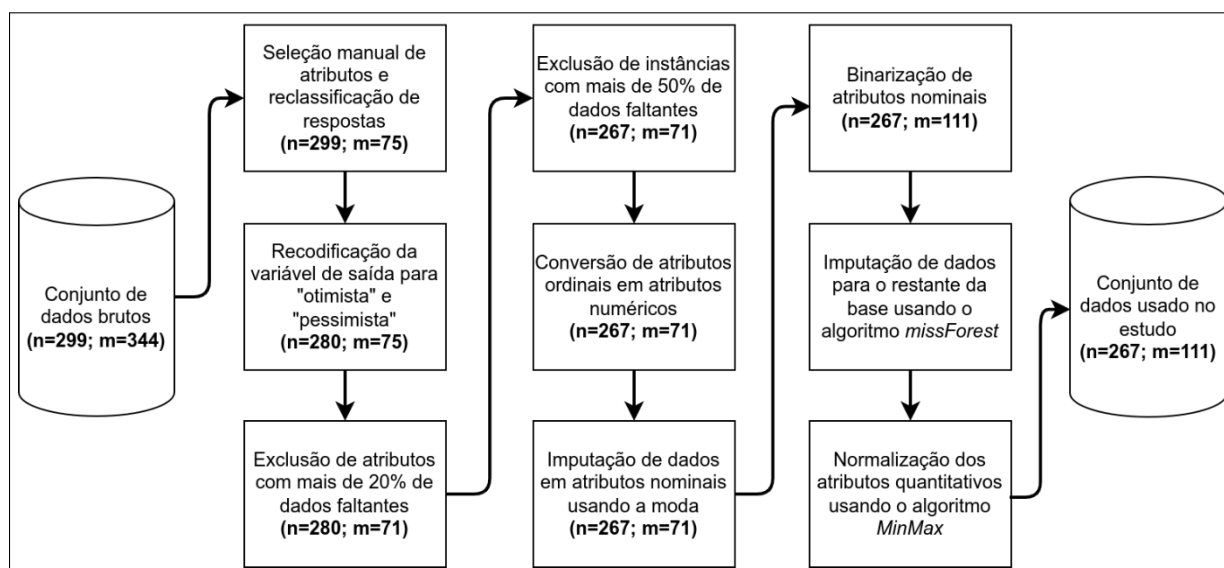 Conjunto de
dados brutos
(n=299; m=344)
Seleção manual de
atributos e
reclassificação de
respostas
(n=299; m=75)
Recodificação da
variável de saída para
"otimista" e
"pessimista"
(n=280; m=75)
Exclusão de atributos
com mais de 20% de
dados faltantes
(n=280; m=71)
Exclusão de instâncias
com mais de 50% de
dados faltantes
(n=267; m=71)
Conversão de atributos
ordinais em atributos
numéricos
(n=267; m=71)
Imputação de dados
em atributos nominais
usando a moda
(n=267; m=71)
Binarização de
atributos nominais
(n=267; m=111)
Imputação de dados
para o restante da
base usando o
algoritmo missForest
Normalização dos
atributos quantitativos
usando o algoritmo
MinMax
Conjunto de
dados usado no
estudo
(n=267; m=111)